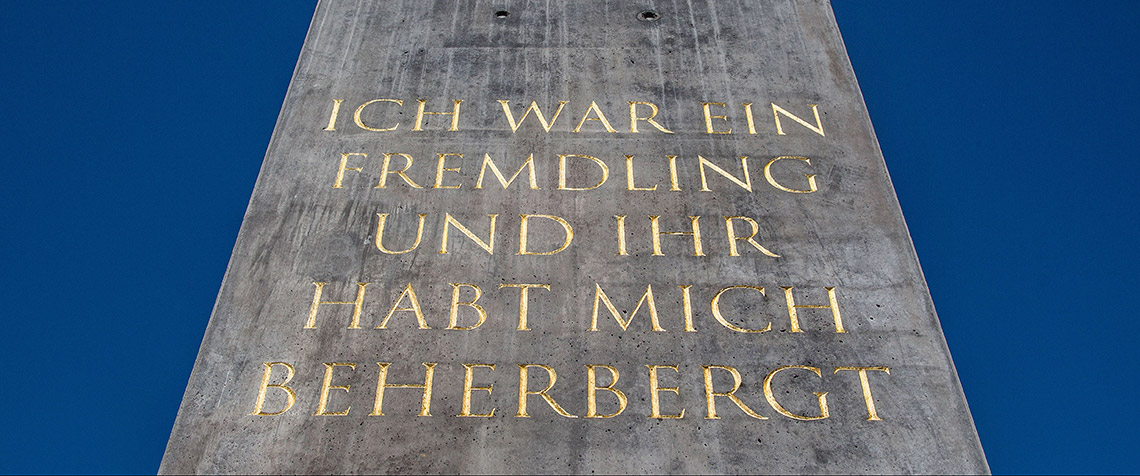 ICH WAR EIN
FREMDLING
UND IHR
HABT MICH
BEHERBERGT